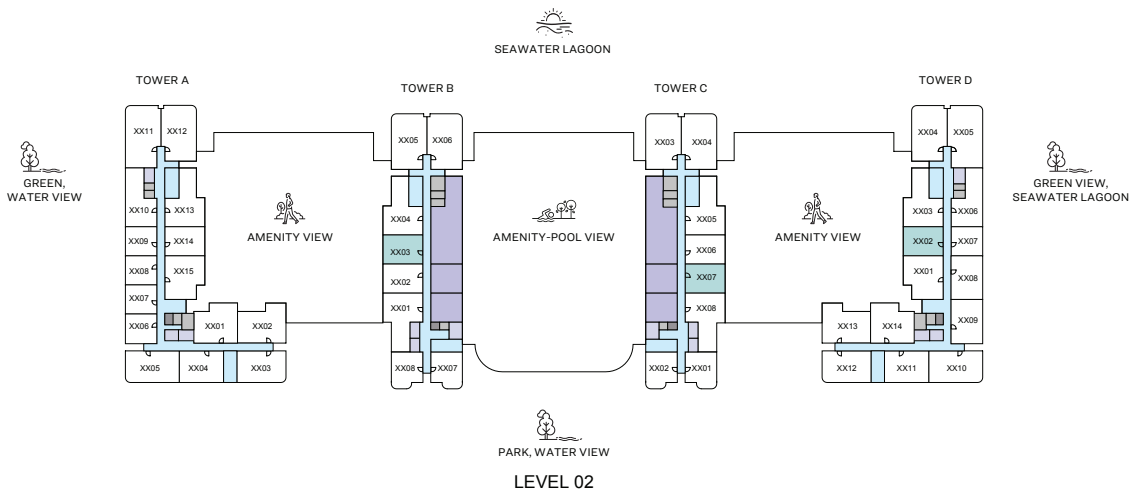 SEAWATER LAGOON
TOWER A
TOWER B
TOWER C
TOWER D
XX11 XX12
XX05 XX06
XX03 XX04
XX04 XX05
GREEN,
WATER VIEW
GREEN VIEW,
SEAWATER LAGOON
XX10 XX13
XX04
XX05
XX03 XX06
AMENITY VIEW
AMENITY-POOL VIEW
AMENITY VIEW
XX09 XX14
XX03
XX06
XX02 XX07
XX08 XX15
XX02
XX07
XX01 XX08
XX07
XX01
XX08
XX06 XX01 XX02
XX13 XX14 XX09
XX05 XX04 XX03
XX08 XX07
XX02 XX01
XX12 XX11 XX10
PARK, WATER VIEW
LEVEL 02